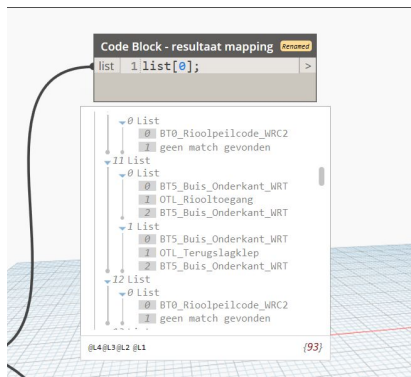 Code Block - resultaat mapping Renamed
list 1 list[0]; >
0 List
0 BT0_Rioolpeilcode_WRC2
1 geen match gevonden
11 List
0 List
0 BT5_Buis_Onderkant_WRT
1 OTL_Riooltoegang
2 BT5_Buis_Onderkant_WRT
1 List
0 BT5_Buis_Onderkant_WRT
1 OTL_Terugslagklep
2 BT5_Buis_Onderkant_WRT
12 List
0 List
0 BT0_Rioolpeilcode_WRC2
1 geen match gevonden
@L4@L3@L2 @L1 {93}